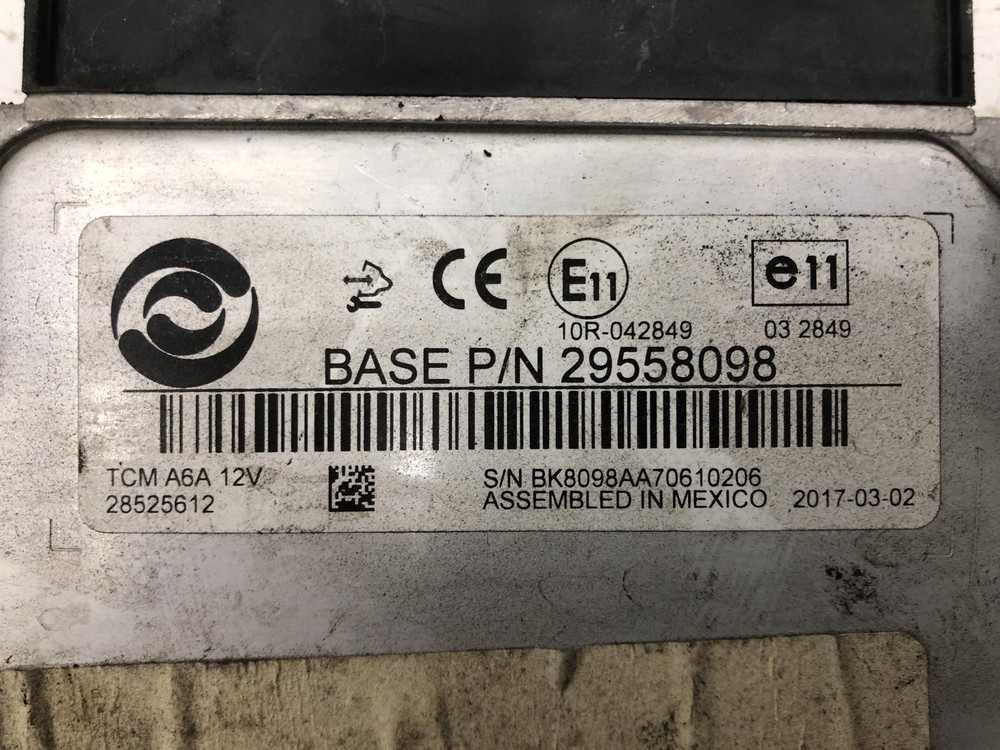 CE E11 e11
10R-042849 03 2849
BASE P/N 29558098
TCM A6A 12V S/N BK8098AA70610206
28525612 ASSEMBLED IN MEXICO 2017-03-02